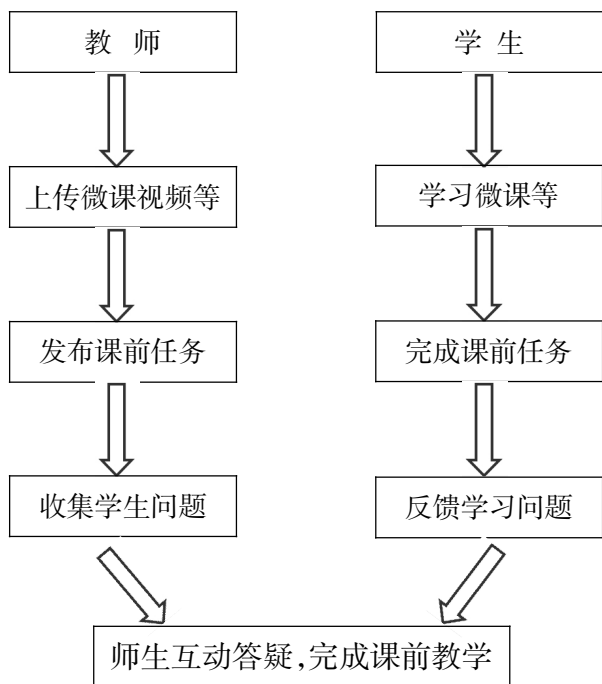 教 师
学 生
上传微课视频等
学习微课等
发布课前任务
完成课前任务
收集学生问题
反馈学习问题
师生互动答疑,完成课前教学